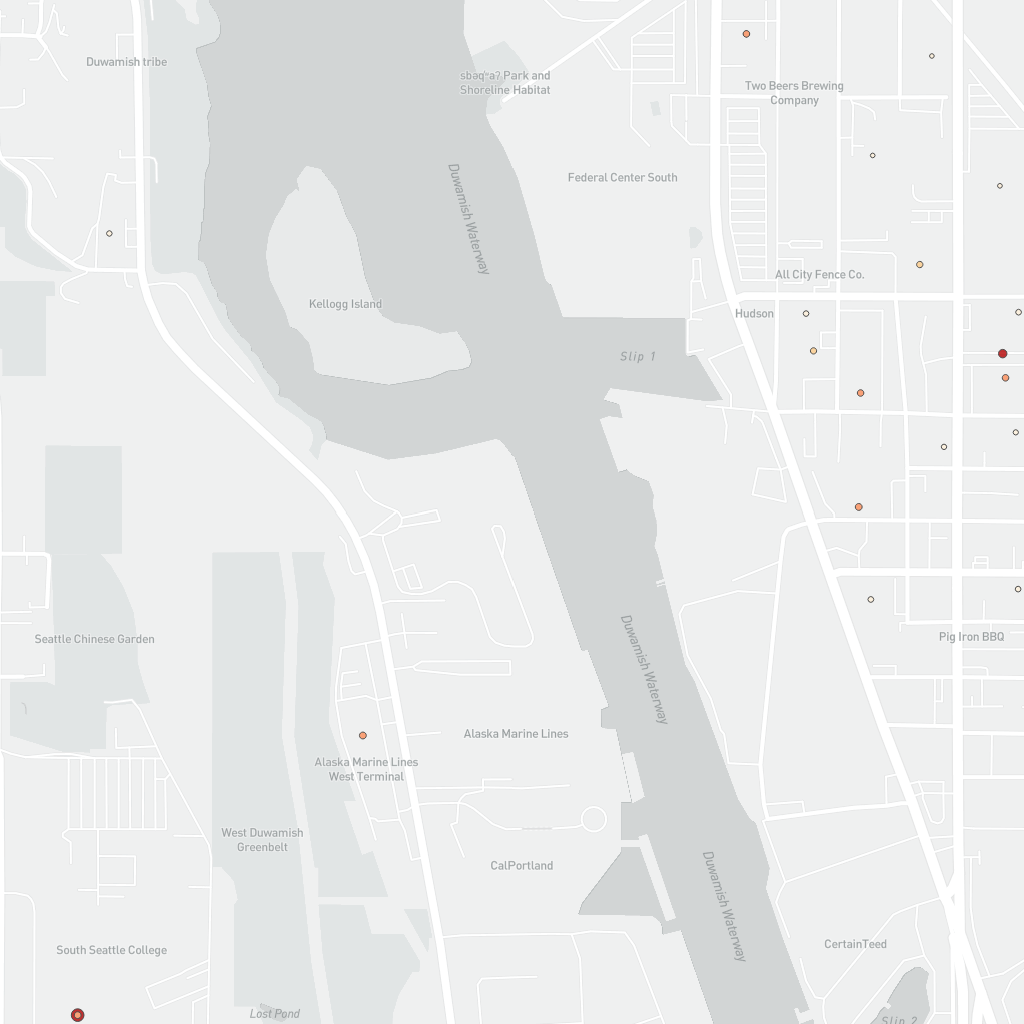 Duwamish tribe
sbəq̓ʷaʔ Park and
Shoreline Habitat
Two Beers Brewing
Company
Duwamish Waterway
Federal Center South
All City Fence Co.
Kellogg Island
Hudson
Slip 1
Duwamish Waterway
Seattle Chinese Garden
Pig Iron BBQ
Alaska Marine Lines
Alaska Marine Lines
West Terminal
West Duwamish
Greenbelt
CalPortland
Duwamish Waterway
South Seattle College
CertainTeed
Lost Pond
Slip 2